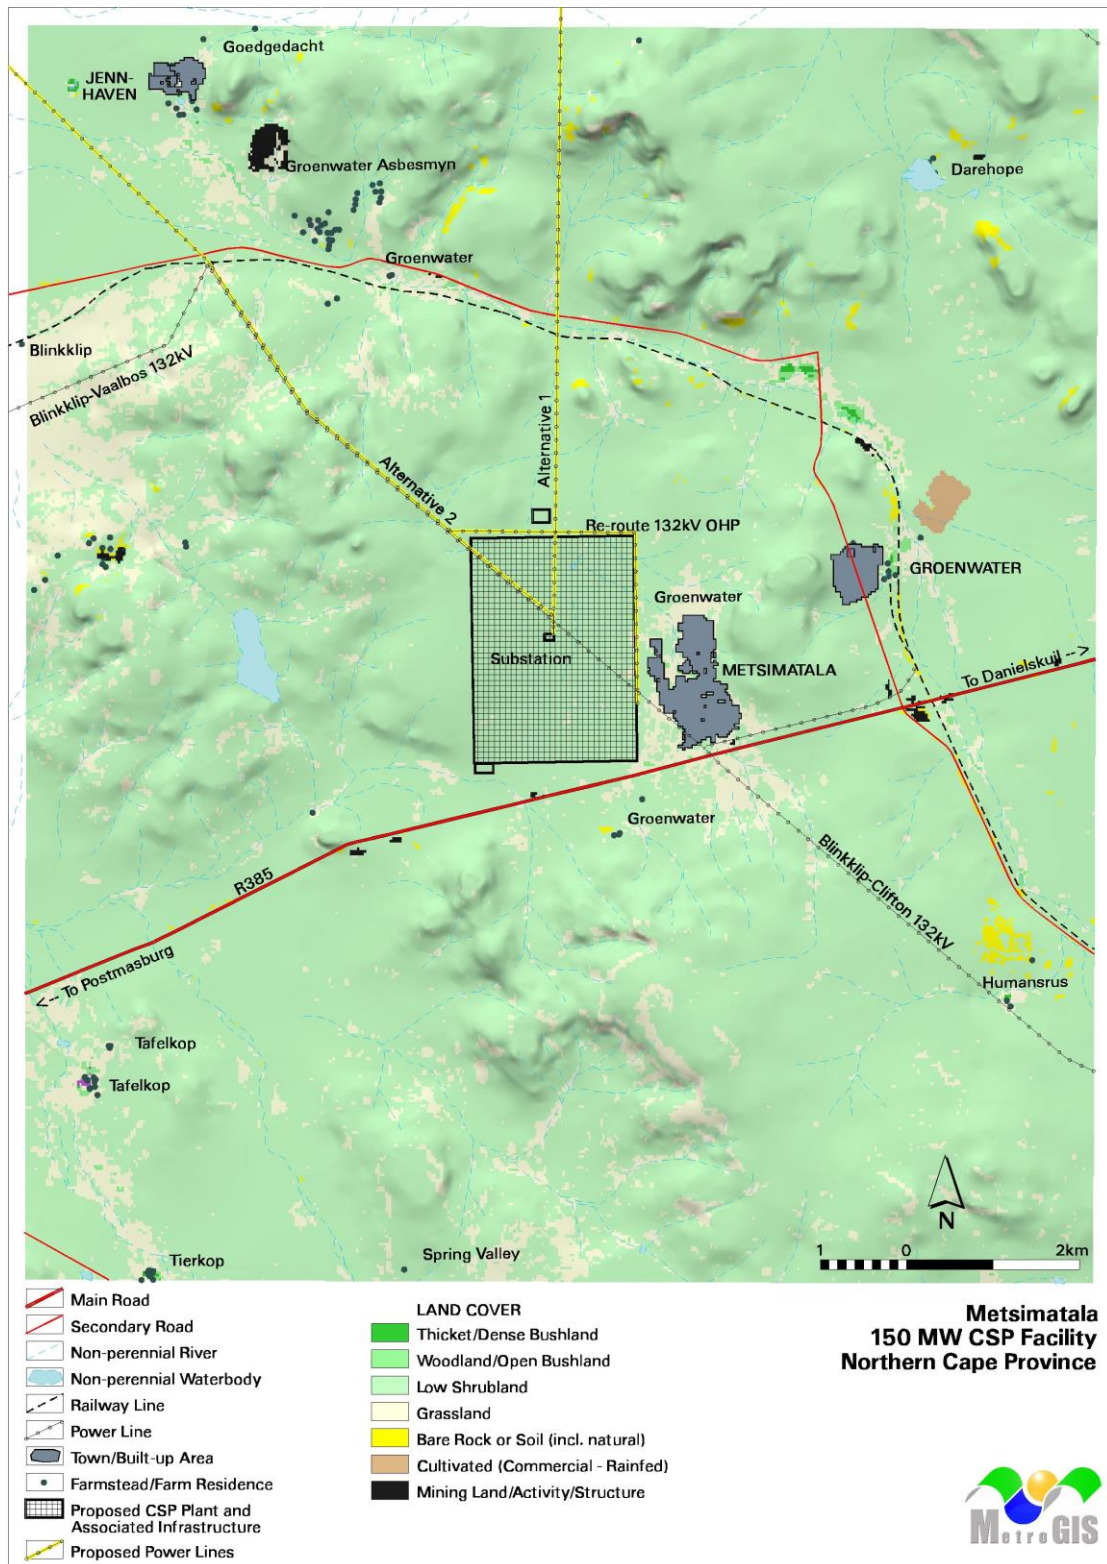 Goedgedacht
JENN-
HAVEN
Groenwater Asbesmyn
Darehope
Groenwater
Blinkklip
Blinkklip-Vaalbos 132kV
Alternative 1
Alternative 2
Re-route 132kV OHP
GROENWATER
Groenwater
Substation
METSIMATALA
To Danielskuil -->
Groenwater
R385
Blinkklip-Clifton 132kV
<-- To Postmasburg
Humansrus
Tafelkop
Tafelkop
N
Tierkop
Spring Valley
1 0 2km
Main Road
Secondary Road
Non-perennial River
Non-perennial Waterbody
Railway Line
Power Line
Town/Built-up Area
Farmstead/Farm Residence
Proposed CSP Plant and
Associated Infrastructure
Proposed Power Lines
LAND COVER
Thicket/Dense Bushland
Woodland/Open Bushland
Low Shrubland
Grassland
Bare Rock or Soil (incl. natural)
Cultivated (Commercial - Rainfed)
Mining Land/Activity/Structure
Metsimatala
150 MW CSP Facility
Northern Cape Province
MetroGIS